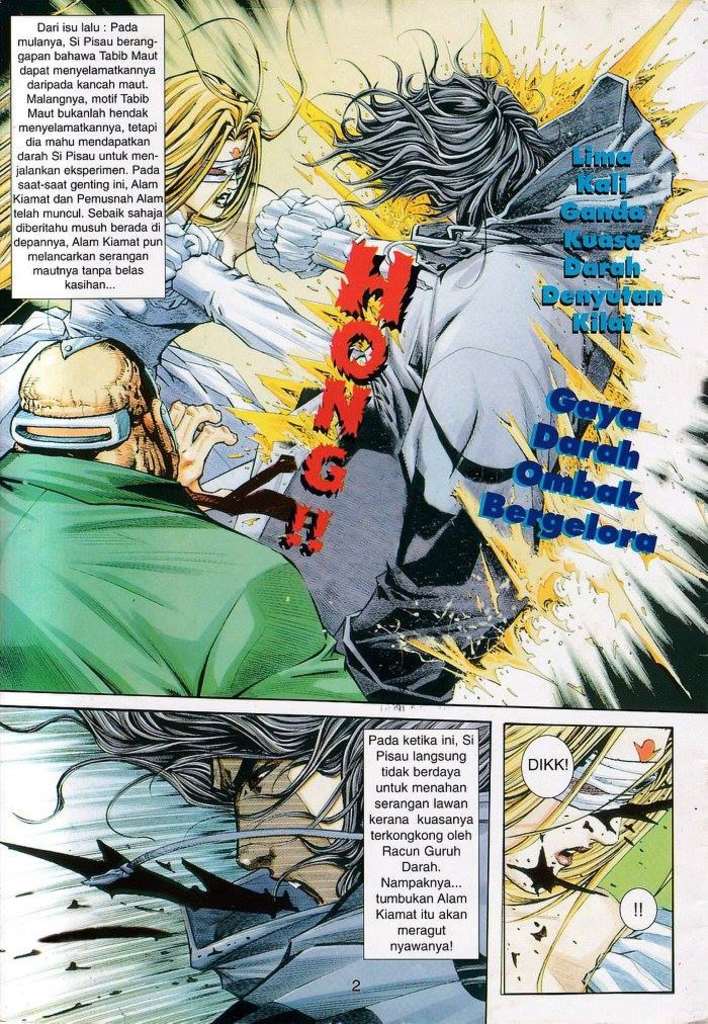 Dari isu lalu : Pada
mulanya, Si Pisau berang-
gapan bahawa Tabib Maut
dapat menyelamatkannya
daripada kancah maut.
Malangnya, motif Tabib
Maut bukanlah hendak
menyelamatkannya, tetapi
dia mahu mendapatkan
darah Si Pisau untuk men-
jalankan eksperimen. Pada
saat-saat genting ini, Alam
Kiamat dan Pemusnah Alam
telah muncul. Sebaik sahaja
diberitahu musuh berada di
depannya, Alam Kiamat pun
melancarkan serangan
mautnya tanpa belas
kasihan...
Lima
Kali
Ganda
Kuasa
Darah
Denyutan
Kilat
HONG!!
Gaya
Darah
Ombak
Bergelora
Pada ketika ini, Si
Pisau langsung
tidak berdaya
untuk menahan
serangan lawan
kerana kuasanya
terkongkong oleh
Racun Guruh
Darah.
Nampaknya...
tumbukan Alam
Kiamat itu akan
meragut
nyawanya!
DIKK!
!!
2